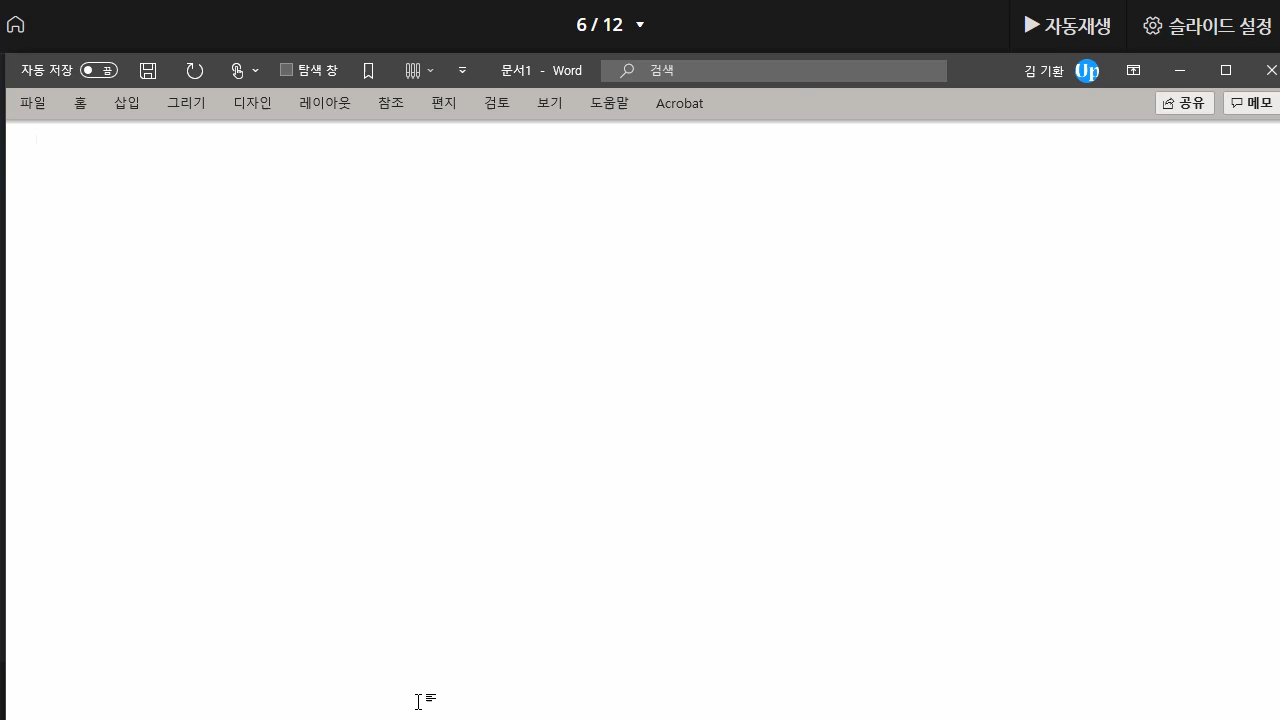 6 / 12
자동재생
슬라이드 설정
자동 저장 끔 탐색 창 문서1 - Word 검색 김 기환 Up
파일 홈 삽입 그리기 디자인 레이아웃 참조 편지 검토 보기 도움말 Acrobat 공유 메모